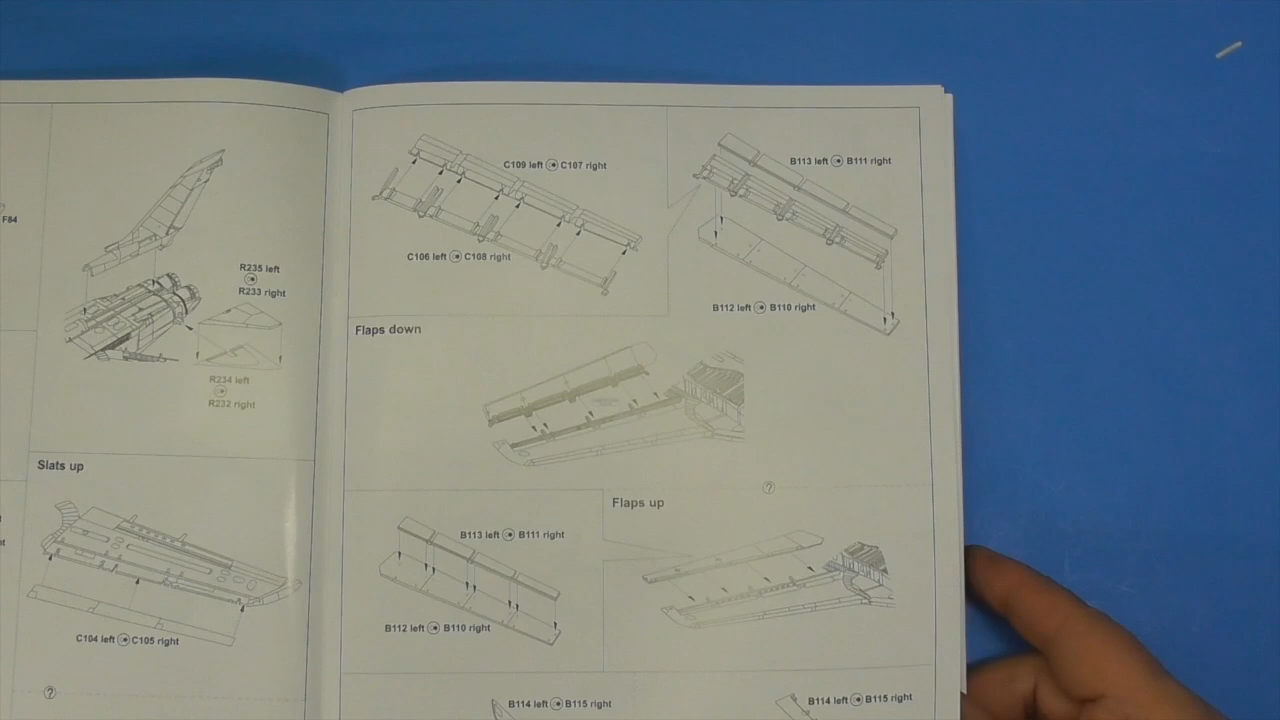 F84
R235 left
R233 right
R234 left
R232 right
Slats up
C104 left C105 right
?
C109 left C107 right
C106 left C108 right
B113 left B111 right
B112 left B110 right
Flaps down
?
B113 left B111 right
B112 left B110 right
Flaps up
B114 left B115 right
B114 left B115 right